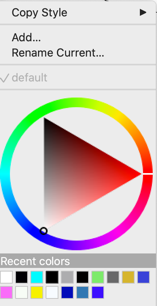 Copy Style
Add...
Rename Current...
default
Recent colors